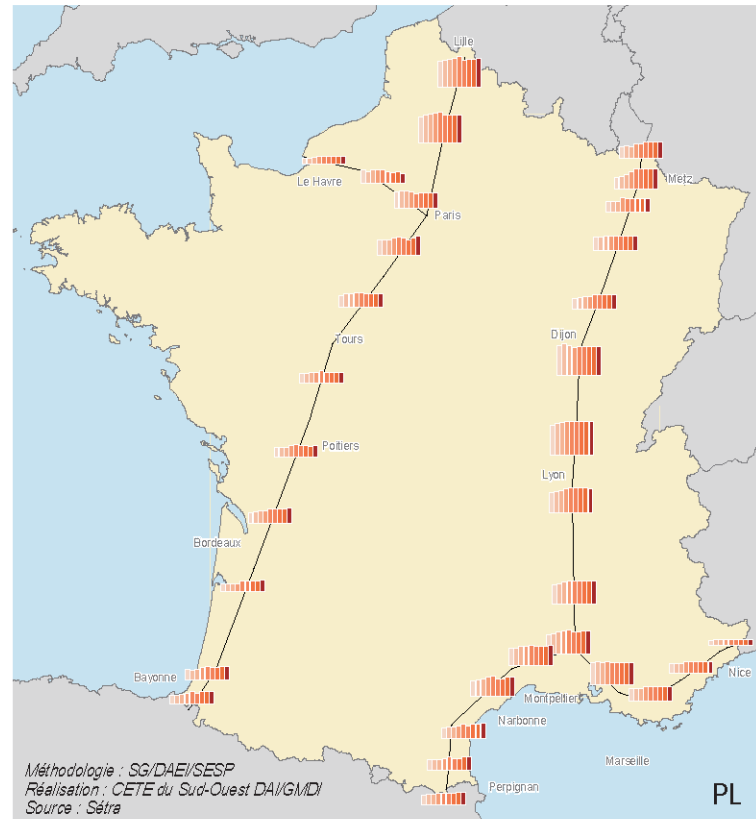 Lille
Le Havre
Metz
Paris
Tours
Dijon
Poitiers
Lyon
Bordeaux
Bayonne
Nice
Montpellier
Narbonne
Marseille
Perpignan
Méthodologie : SG/DAEI/SESP
Réalisation : CETE du Sud-Ouest DAI/GMDI
Source : Sétra
PL